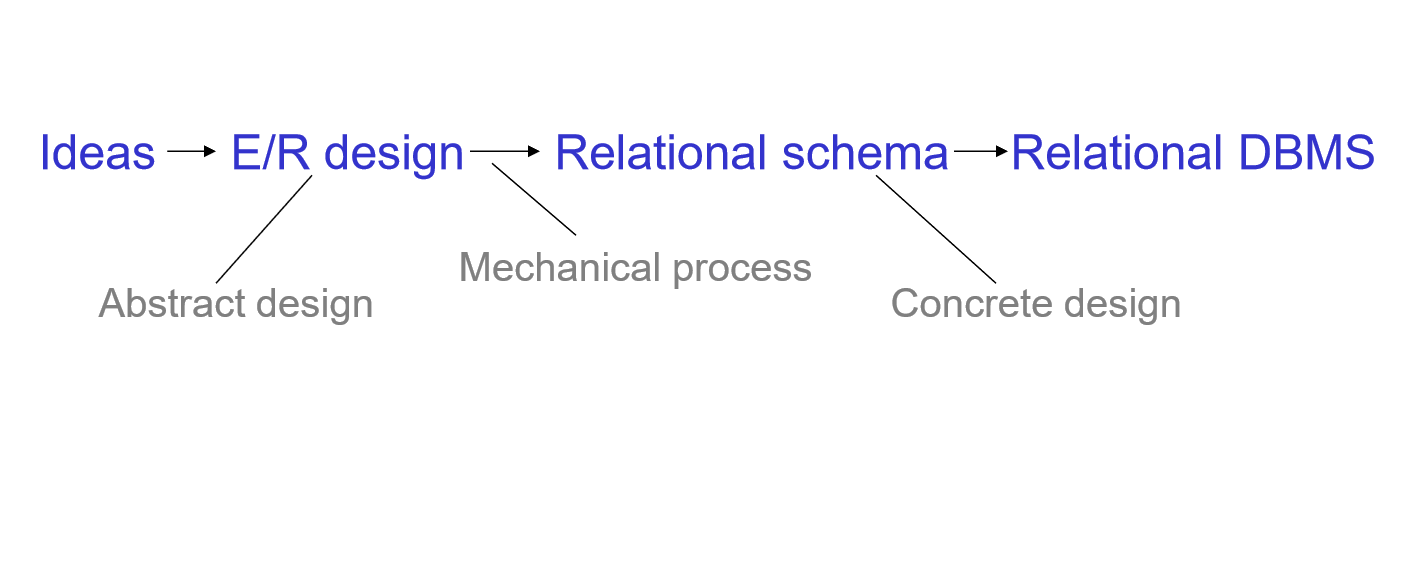 Ideas E/R design Relational schema Relational DBMS
Mechanical process
Abstract design Concrete design